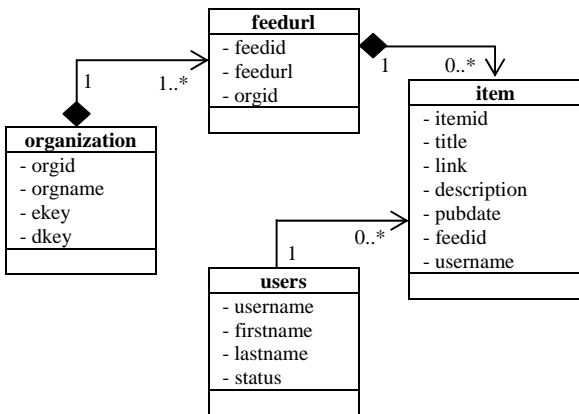 feedurl
- feedid
- feedurl
- orgid
1
1..*
1
0..*
organization
- orgid
- orgname
- ekey
- dkey
item
- itemid
- title
- link
- description
- pubdate
- feedid
- username
1
0..*
users
- username
- firstname
- lastname
- status